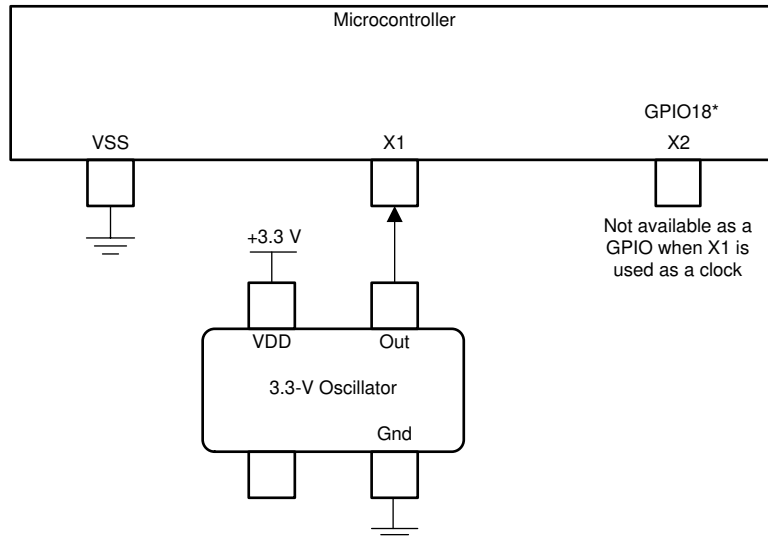 Microcontroller
GPIO18*
VSS
X1
X2
Not available as a
GPIO when X1 is
used as a clock
+3.3 V
VDD
Out
3.3-V Oscillator
Gnd